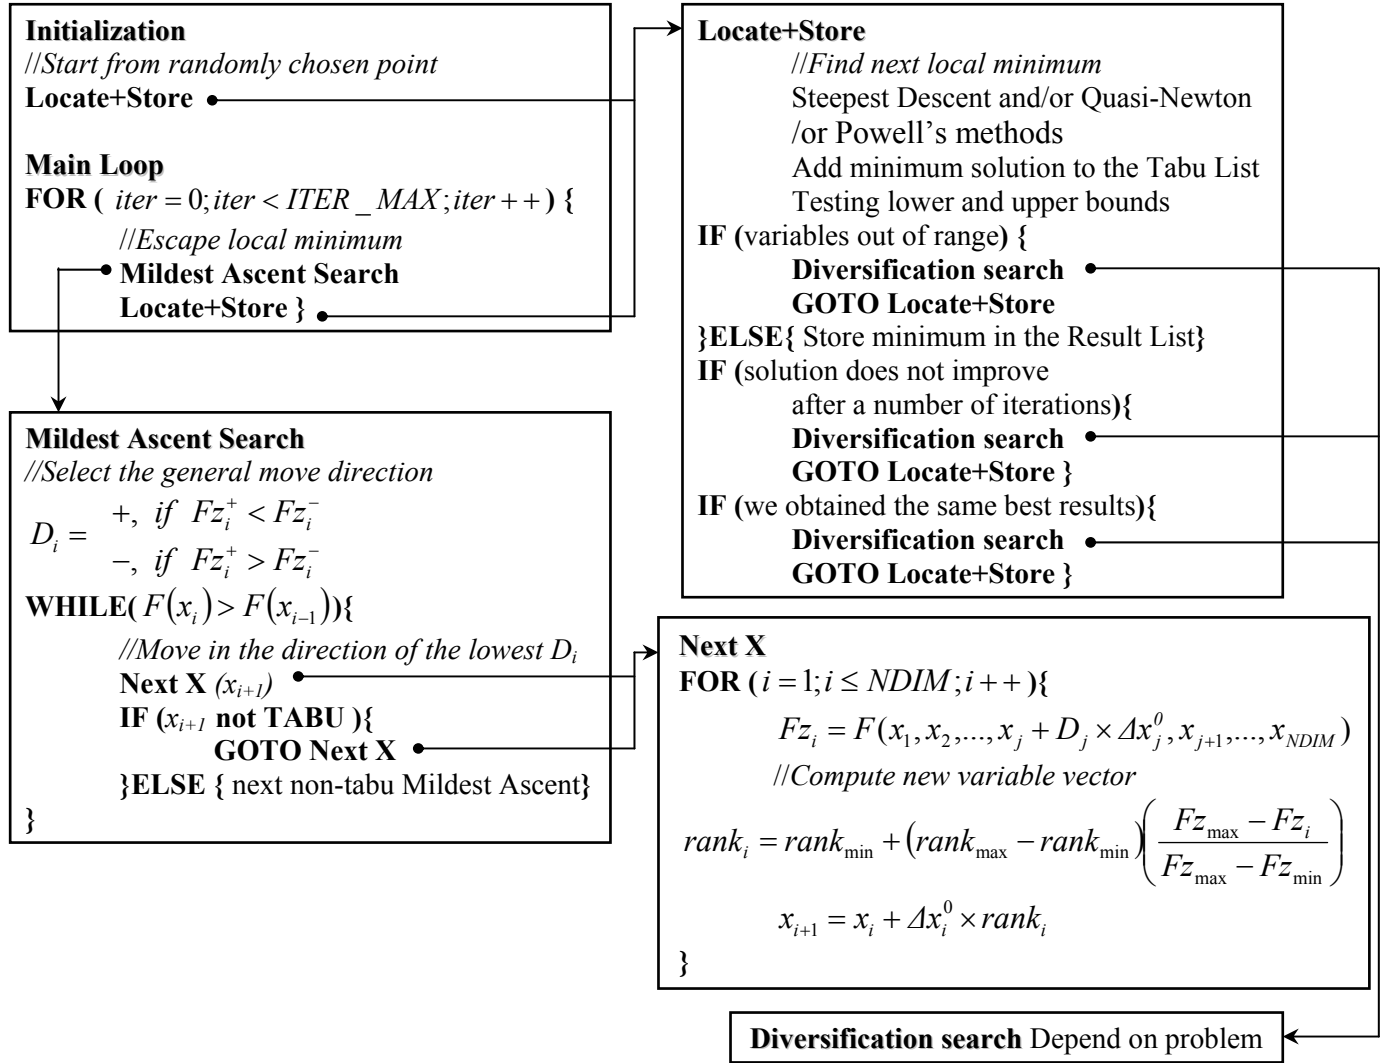 Initialization
//Start from randomly chosen point
Locate+Store
Main Loop
FOR ( iter = 0; iter < ITER _ MAX; iter + + ) {
//Escape local minimum
Mildest Ascent Search
Locate+Store }
Locate+Store
//Find next local minimum
Steepest Descent and/or Quasi-Newton
/or Powell's methods
Add minimum solution to the Tabu List
Testing lower and upper bounds
IF (variables out of range) {
Diversification search
GOTO Locate+Store
}ELSE{ Store minimum in the Result List}
IF (solution does not improve
after a number of iterations){
Diversification search
GOTO Locate+Store }
IF (we obtained the same best results){
Diversification search
GOTO Locate+Store }
Mildest Ascent Search
//Select the general move direction
D_i = +, if Fz_i^+ < Fz_i^-
−, if Fz_i^+ > Fz_i^-
WHILE( F(x_i) > F(x_{i−1})){
//Move in the direction of the lowest D_i
Next X (x_{i+1})
IF (x_{i+1} not TABU ){
GOTO Next X
}ELSE { next non-tabu Mildest Ascent}
}
Next X
FOR ( i = 1; i ≤ NDIM; i + + ){
Fz_i = F(x_1, x_2, ..., x_j + D_j × Δx_j^0, x_{j+1}, ..., x_{NDIM})
//Compute new variable vector
rank_i = rank_min + (rank_max − rank_min)((Fz_max − Fz_i)/(Fz_max − Fz_min))
x_{i+1} = x_i + Δx_i^0 × rank_i
}
Diversification search Depend on problem